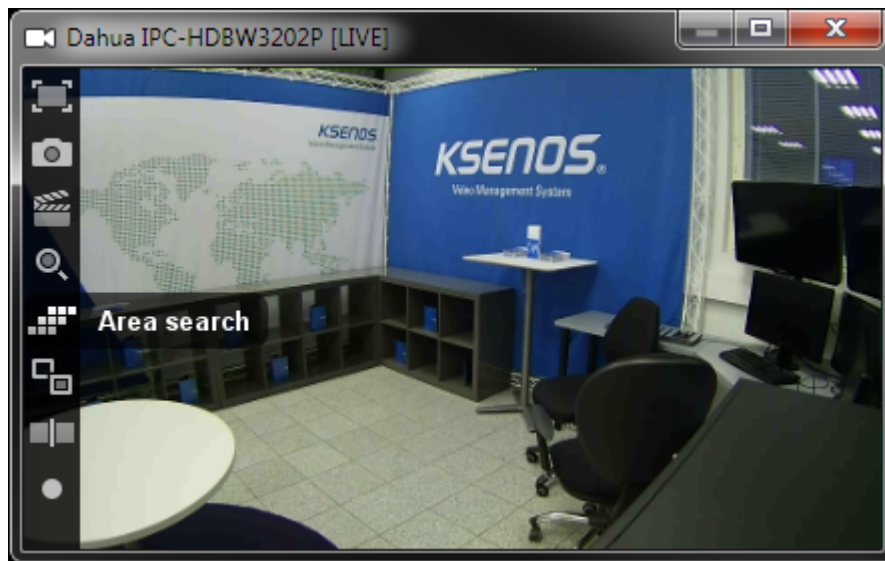 Dahua IPC-HDBW3202P [LIVE]
KSENOS
KSENOS®
Video Management System
Area search